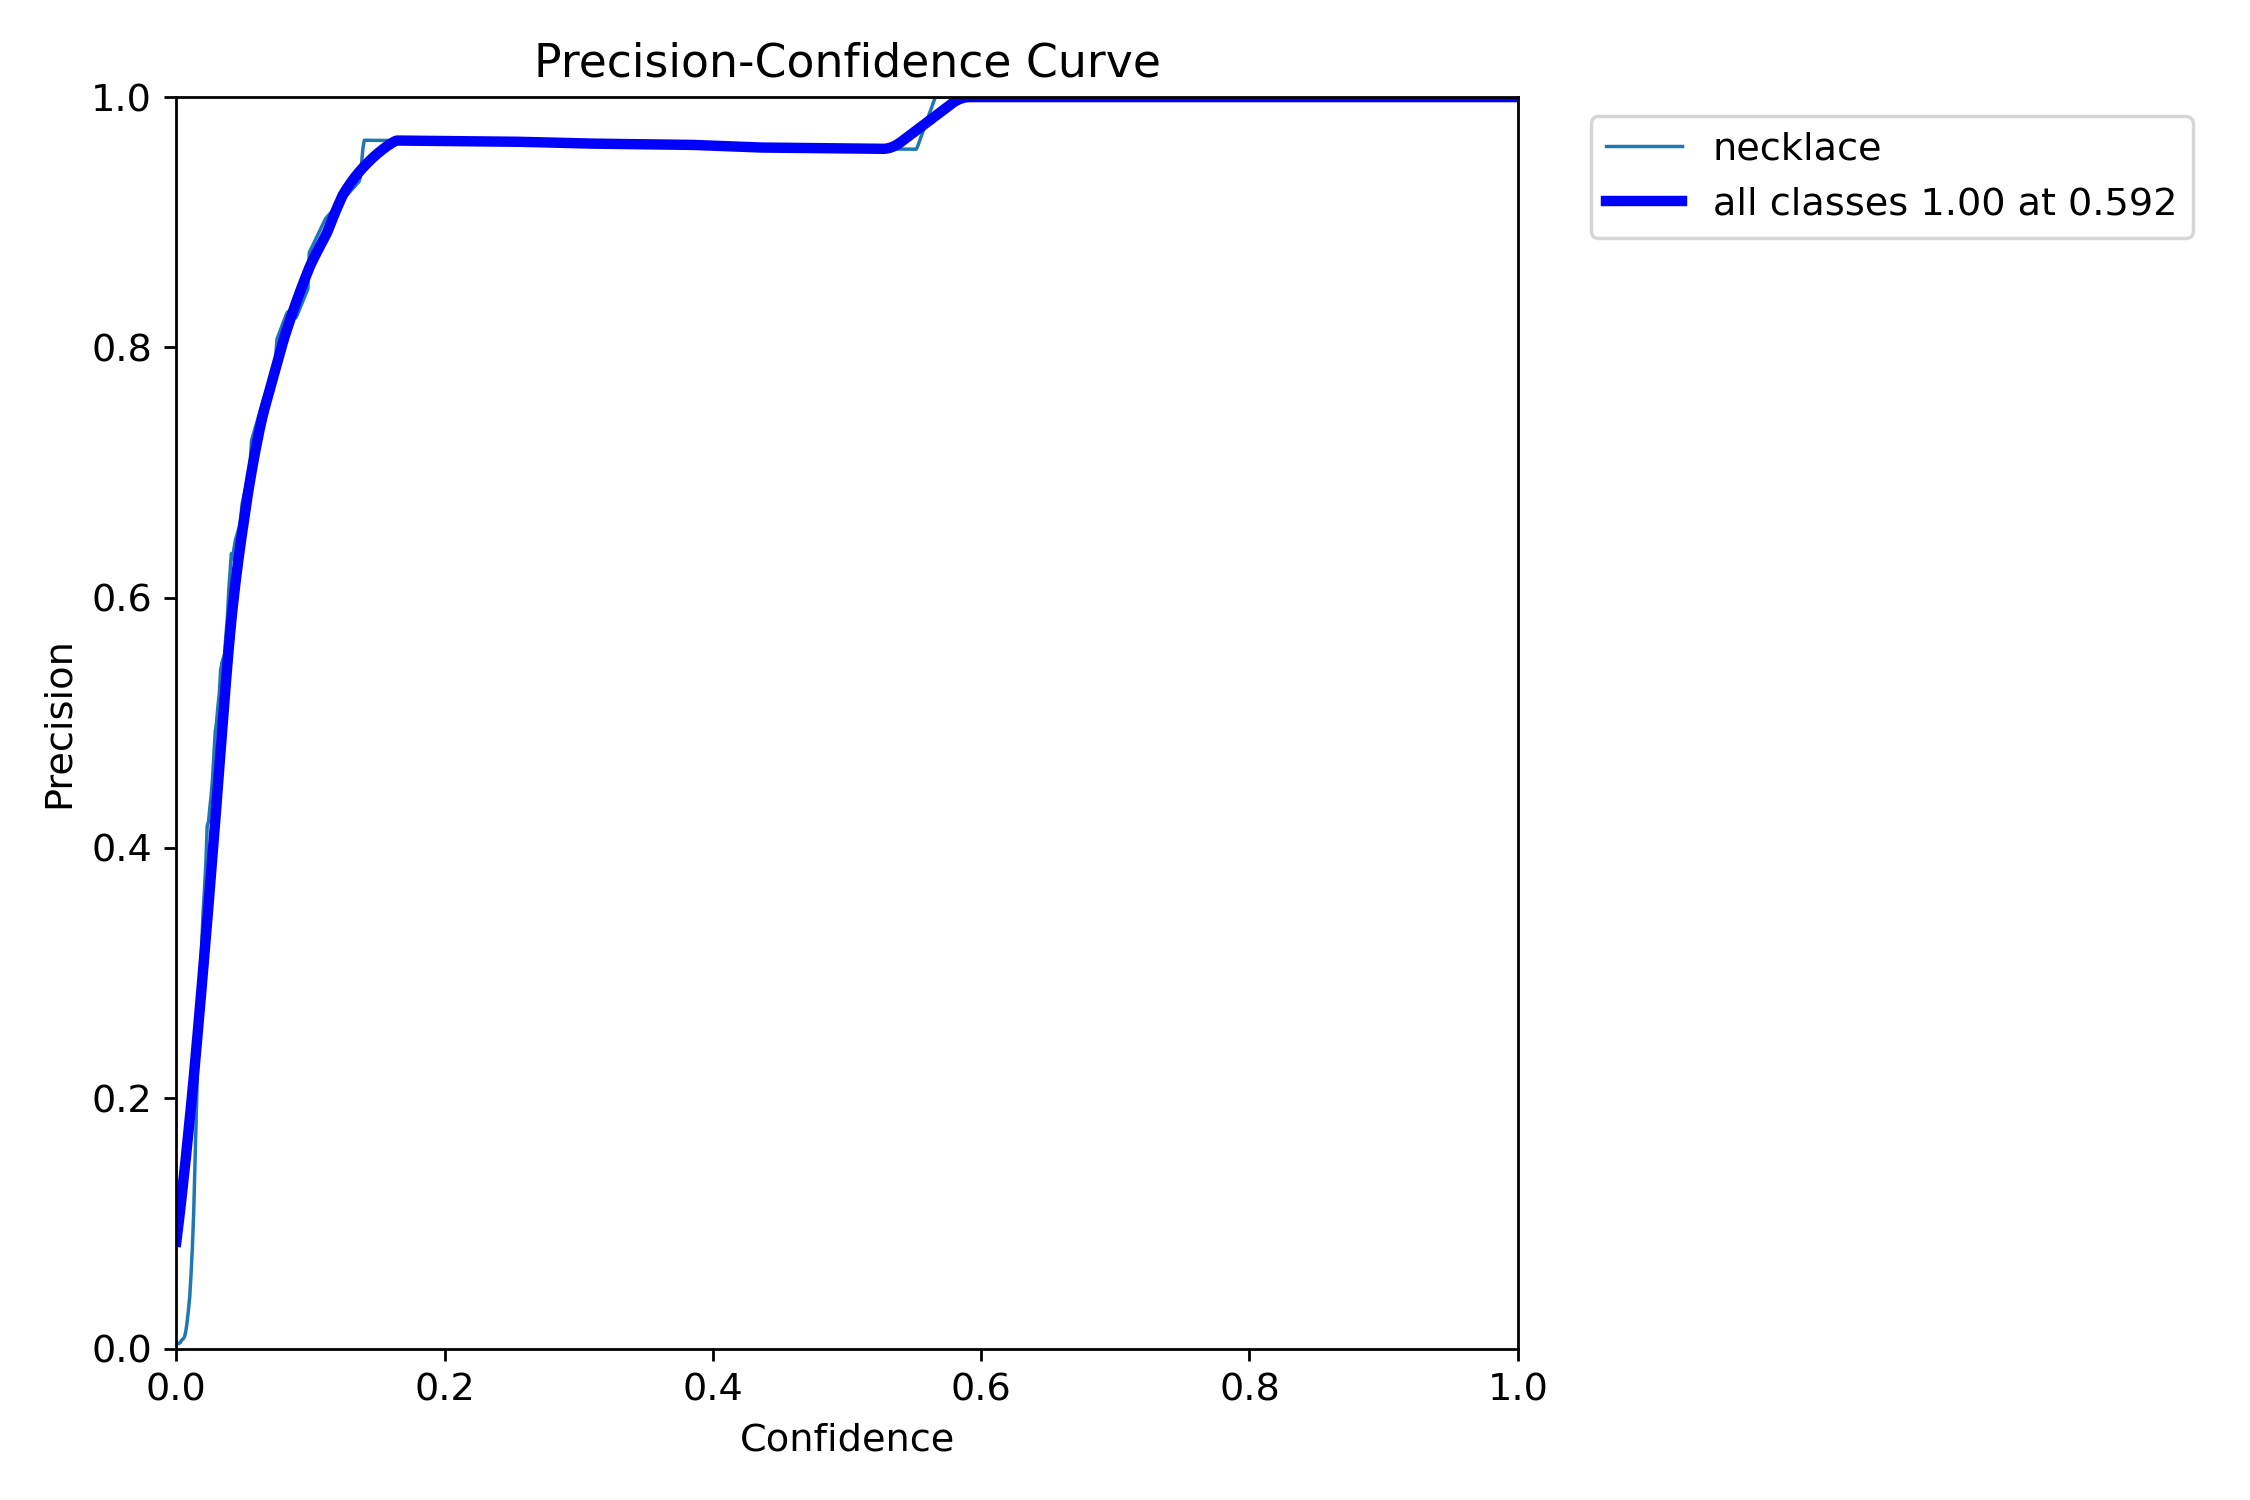 Precision-Confidence Curve
1.0
0.8
0.6
0.4
0.2
0.0
Precision
0.0 0.2 0.4 0.6 0.8 1.0
Confidence
necklace
all classes 1.00 at 0.592